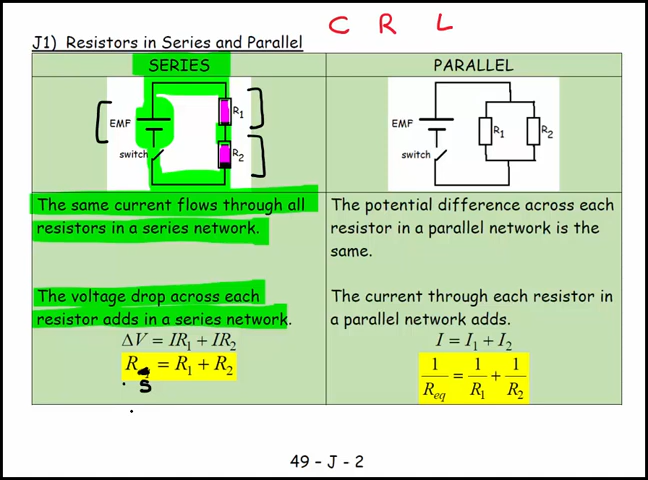 C R L
J1) Resistors in Series and Parallel
SERIES PARALLEL
EMF R₁ EMF R₁ R₂
switch R₂ switch
The same current flows through all
resistors in a series network.
The potential difference across each
resistor in a parallel network is the
same.
The voltage drop across each
resistor adds in a series network.
ΔV = IR₁ + IR₂
R = R₁ + R₂
s
The current through each resistor in
a parallel network adds.
I = I₁ + I₂
1/R_eq = 1/R₁ + 1/R₂
49 – J - 2